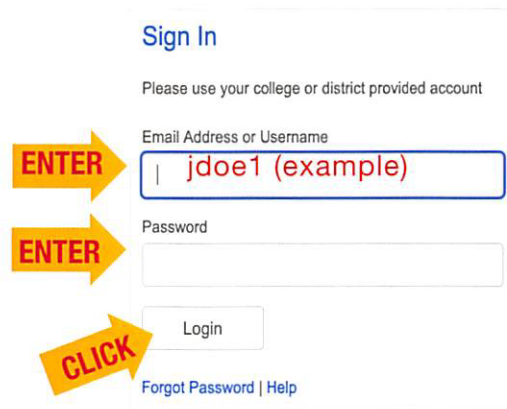 Sign In
Please use your college or district provided account
Email Address or Username
ENTER
jdoe1 (example)
Password
ENTER
Login
CLICK
Forgot Password | Help